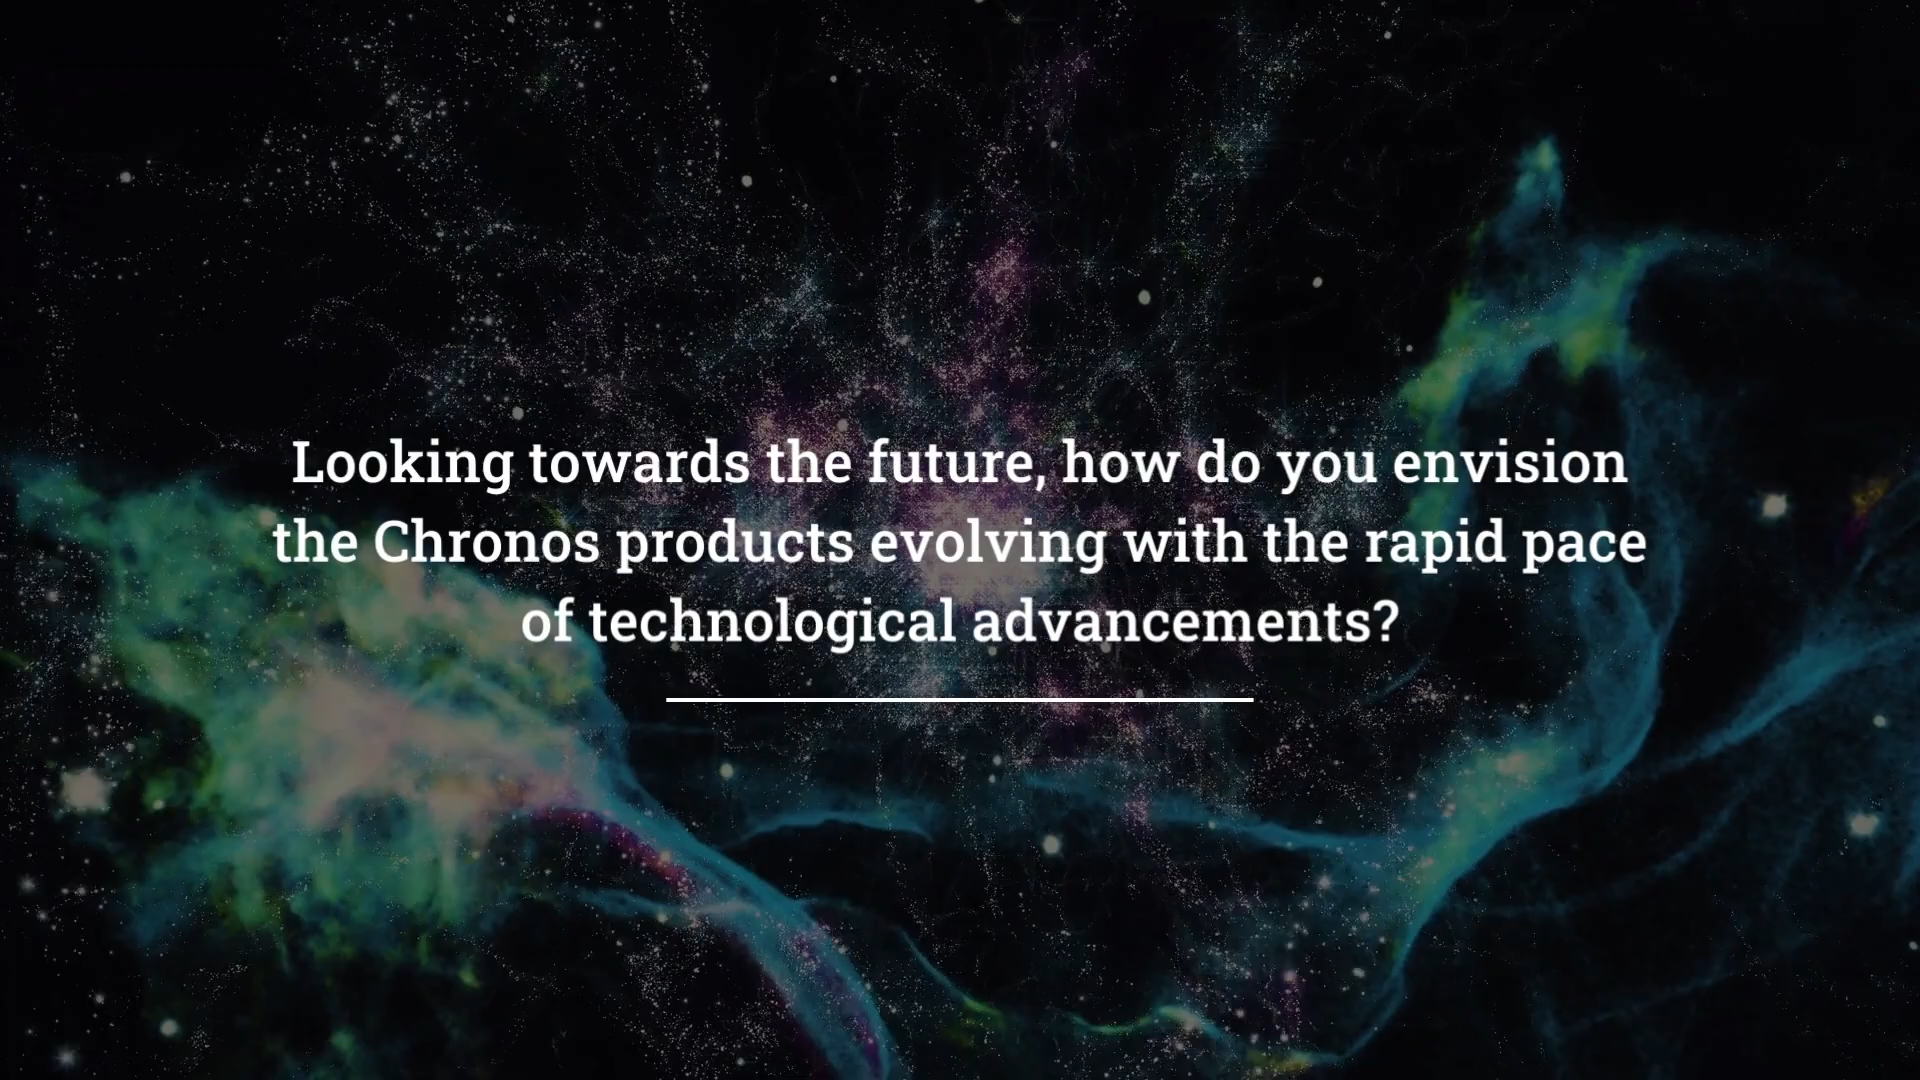 Looking towards the future, how do you envision
the Chronos products evolving with the rapid pace
of technological advancements?